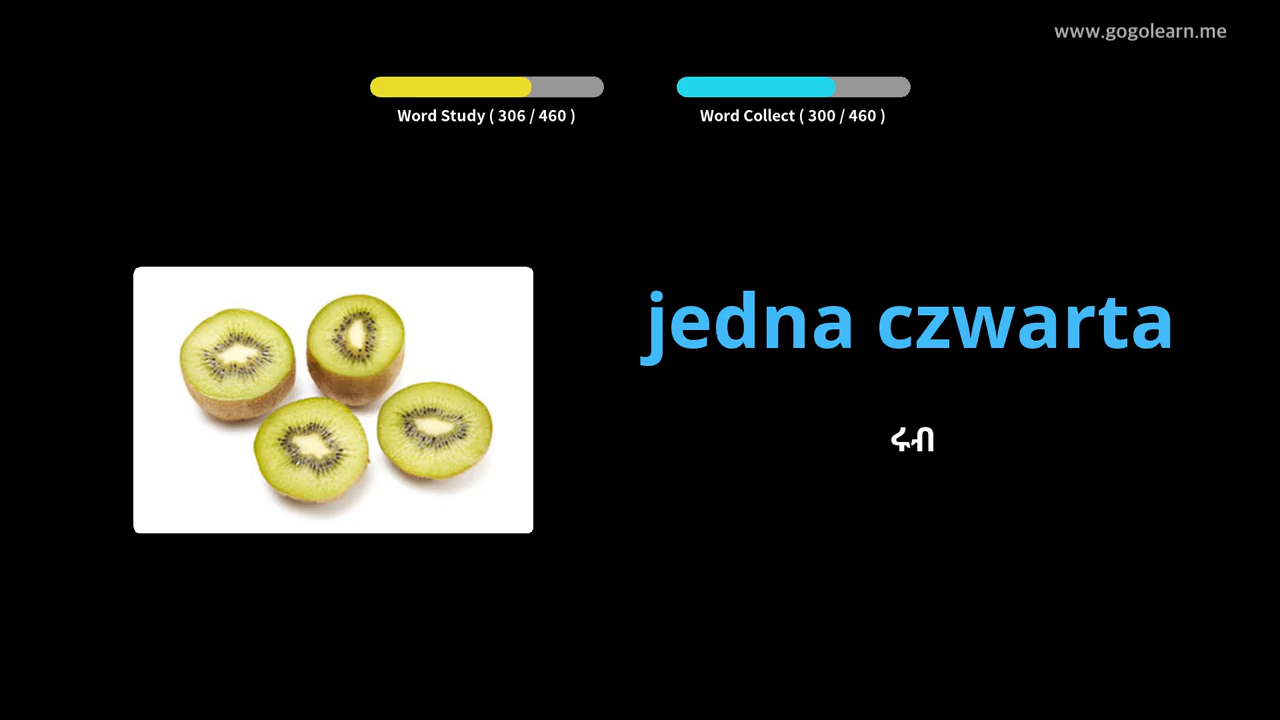 www.gogolearn.me
Word Study ( 306 / 460 )
Word Collect ( 300 / 460 )
jedna czwarta
ሩብ